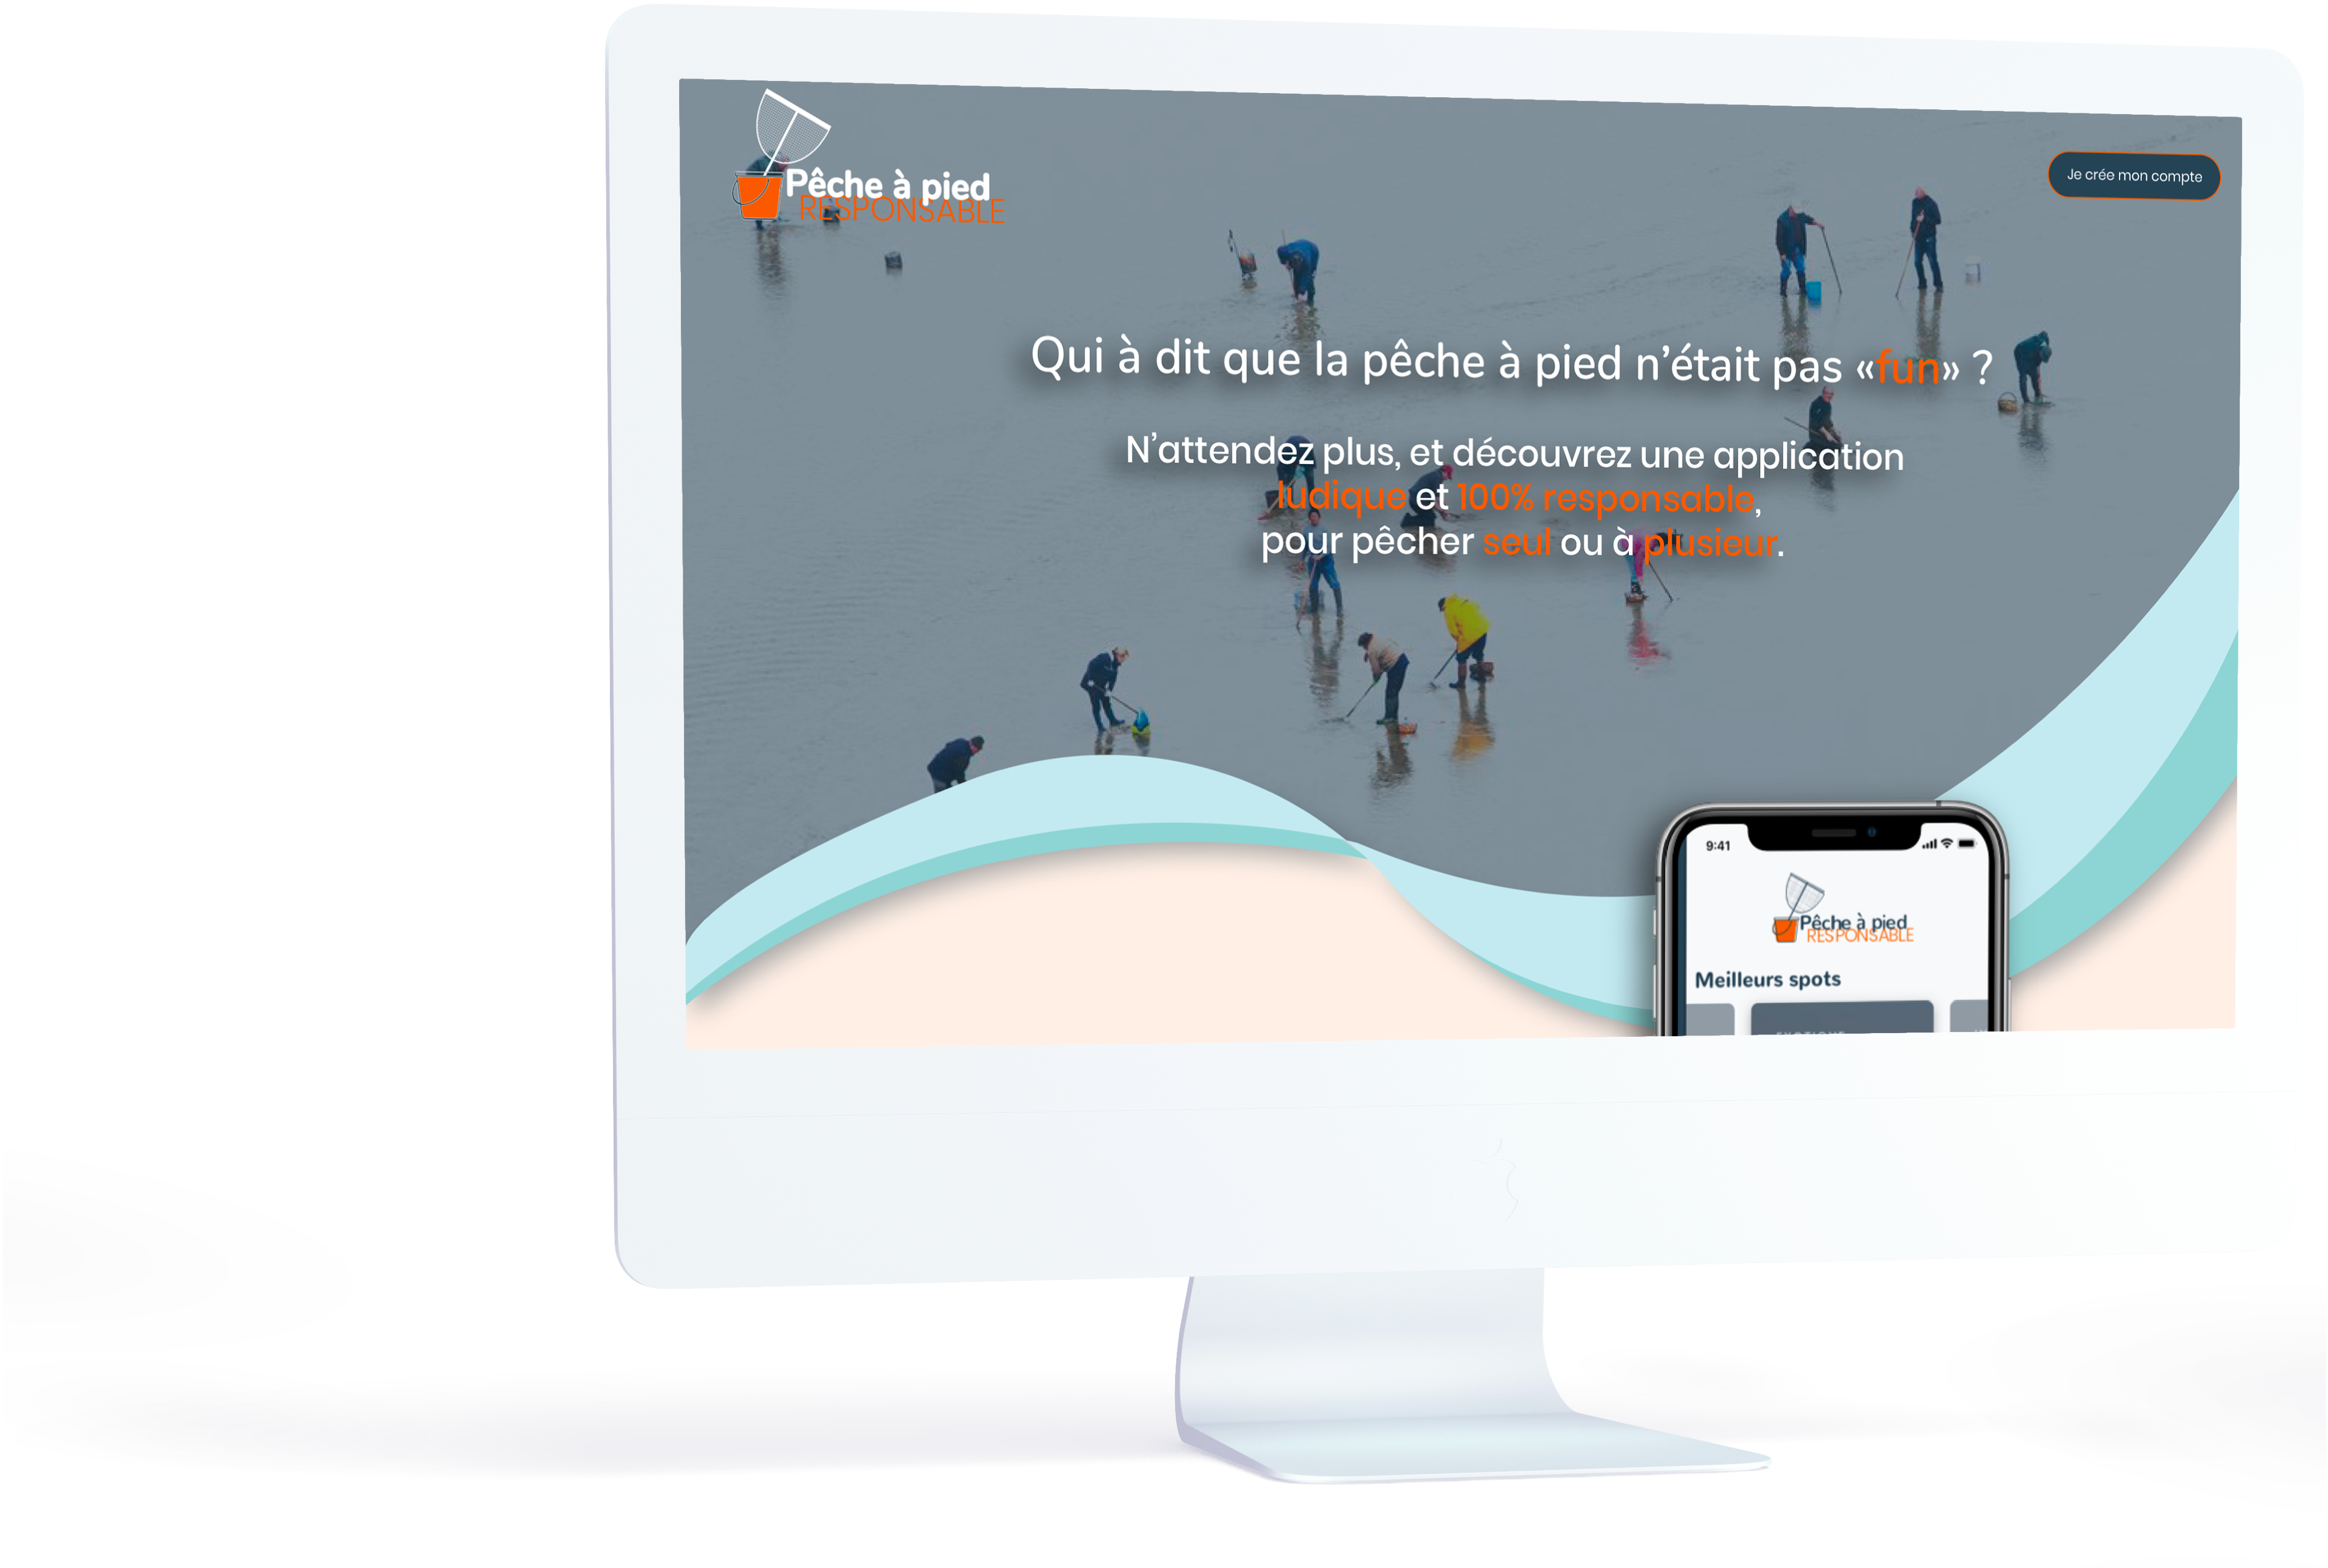 Pêche à pied
RESPONSABLE
Je crée mon compte
Qui à dit que la pêche à pied n’était pas «fun» ?
N’attendez plus, et découvrez une application
ludique et 100% responsable,
pour pêcher seul ou à plusieur.
9:41
Pêche à pied
RESPONSABLE
Meilleurs spots